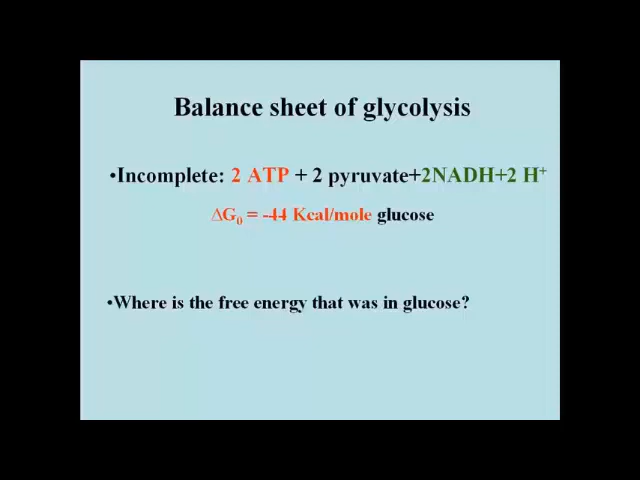 Balance sheet of glycolysis
•Incomplete: 2 ATP + 2 pyruvate+2NADH+2 H⁺
∆G₀ = -44 Kcal/mole glucose
•Where is the free energy that was in glucose?